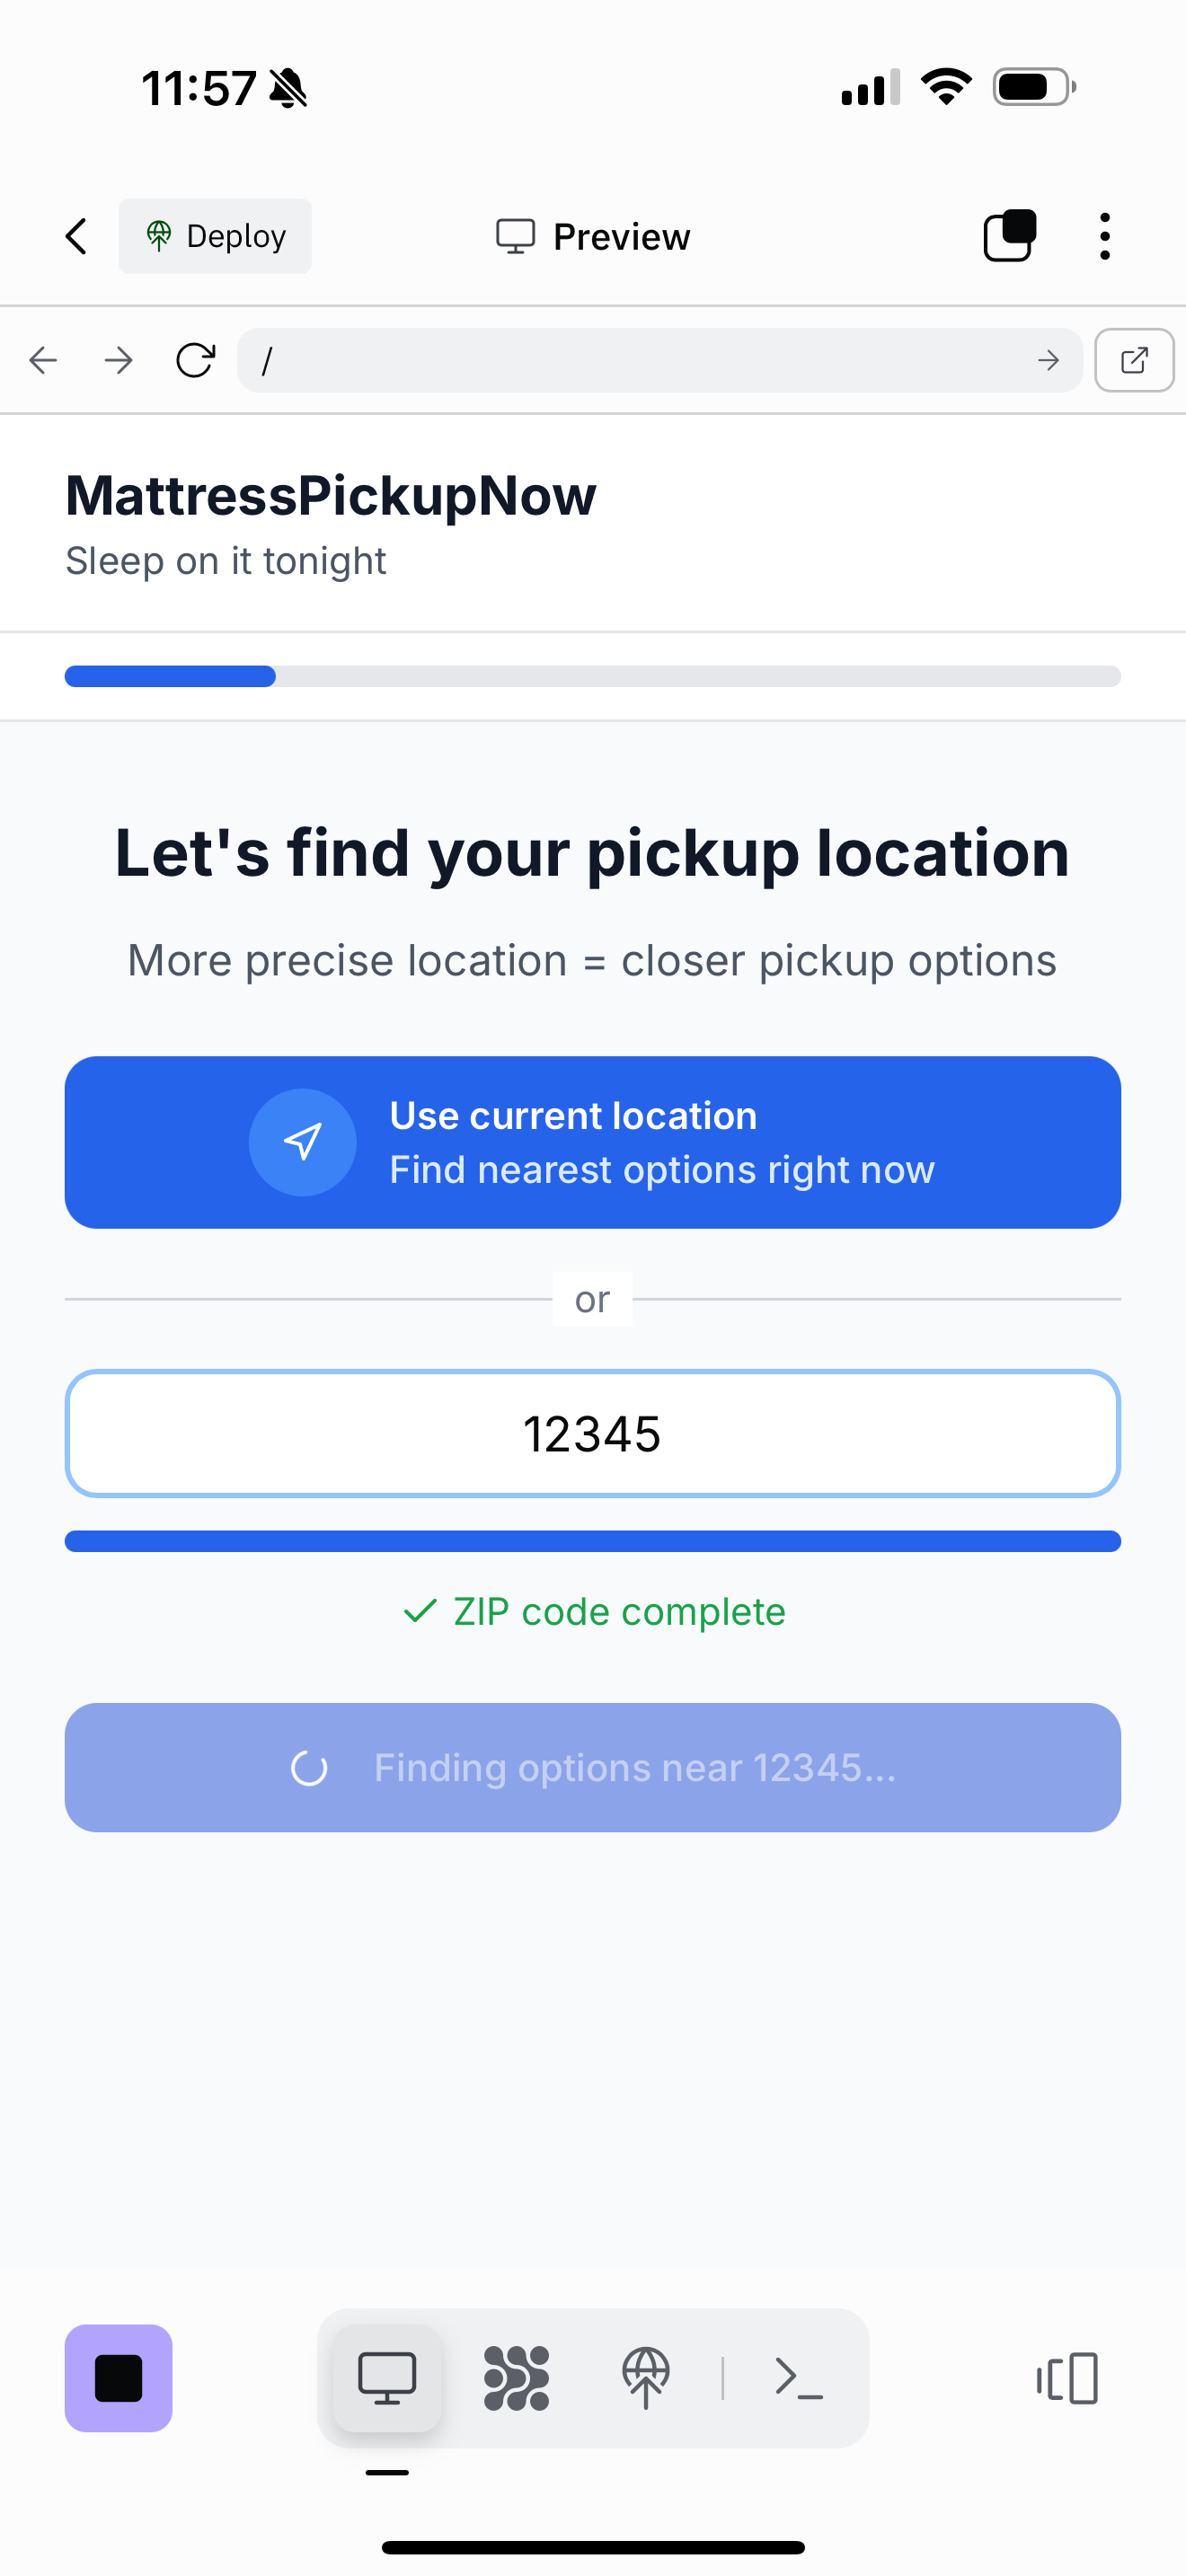 11:57
Deploy
Preview
/
MattressPickupNow
Sleep on it tonight
Let's find your pickup location
More precise location = closer pickup options
Use current location
Find nearest options right now
or
12345
ZIP code complete
Finding options near 12345...